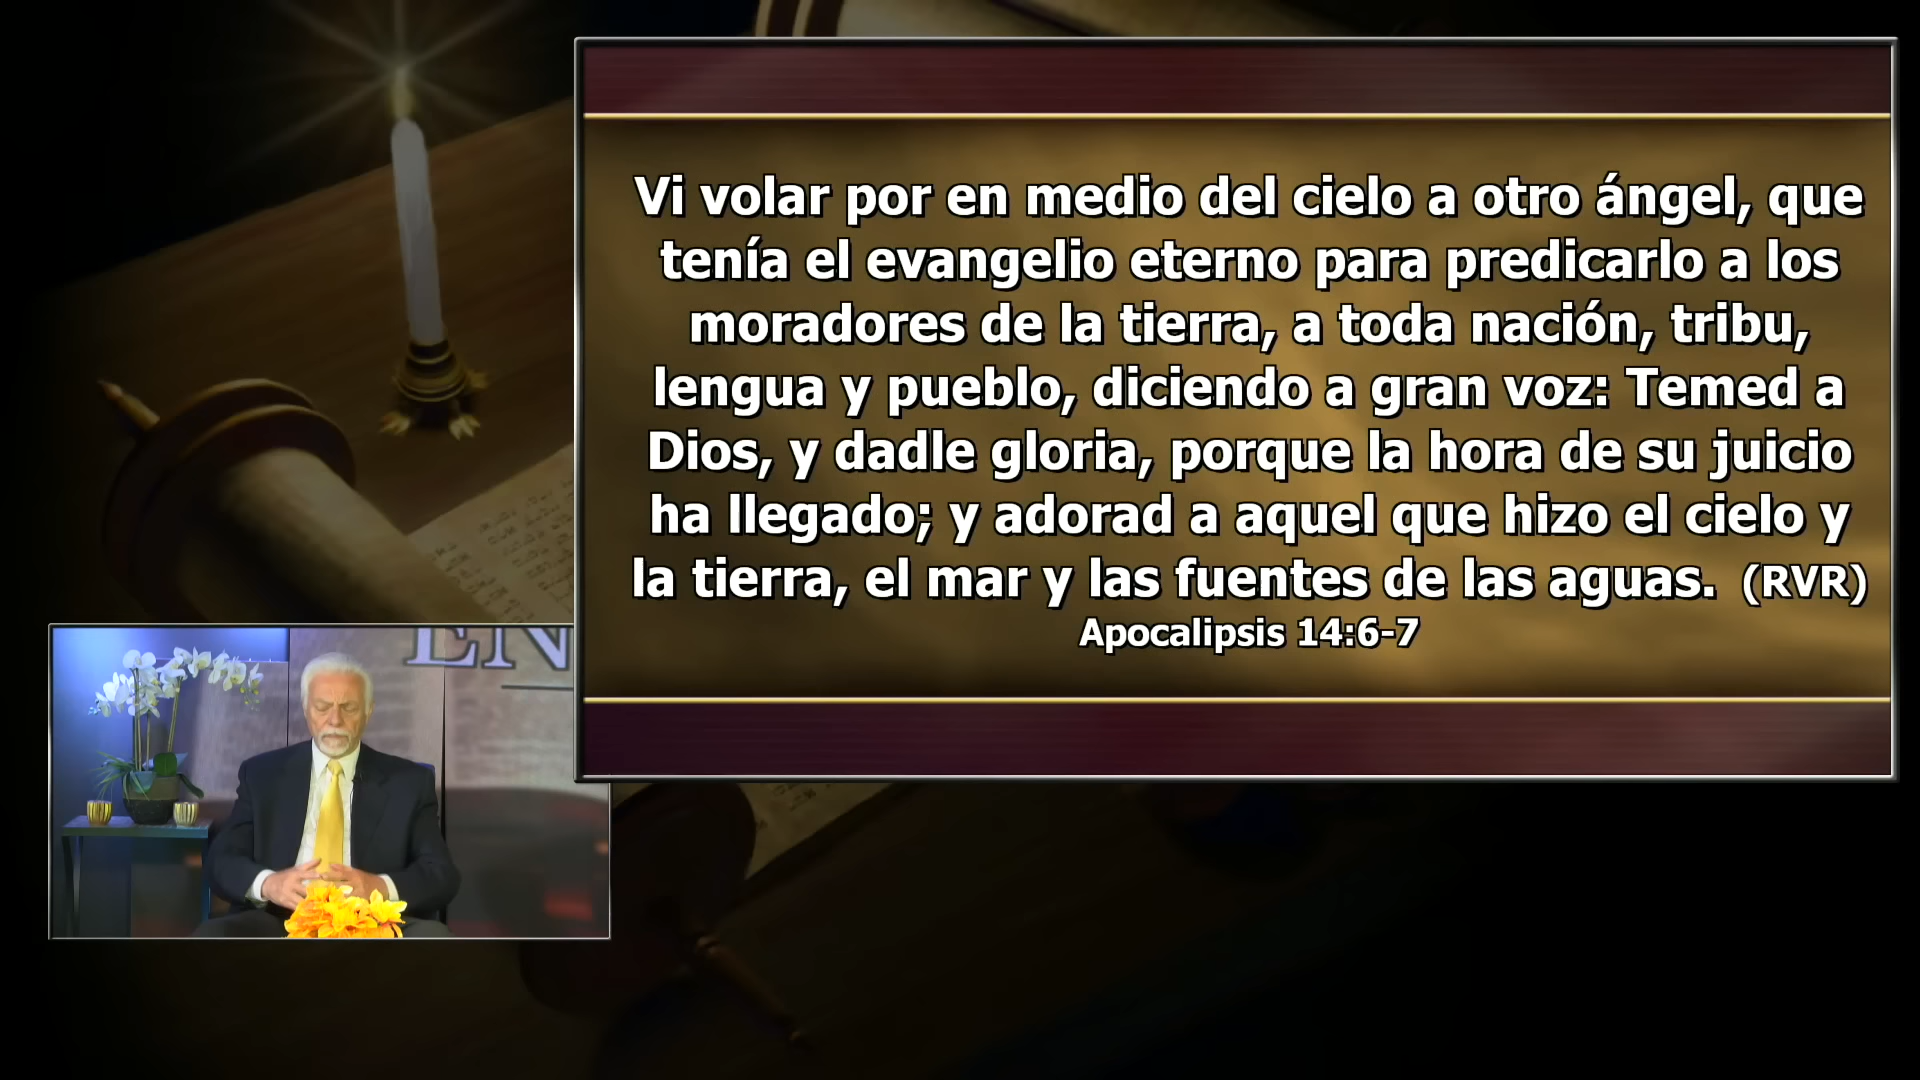 Vi volar por en medio del cielo a otro ángel, que
tenía el evangelio eterno para predicarlo a los
moradores de la tierra, a toda nación, tribu,
lengua y pueblo, diciendo a gran voz: Temed a
Dios, y dadle gloria, porque la hora de su juicio
ha llegado; y adorad a aquel que hizo el cielo y
la tierra, el mar y las fuentes de las aguas. (RVR)
Apocalipsis 14:6-7
EN